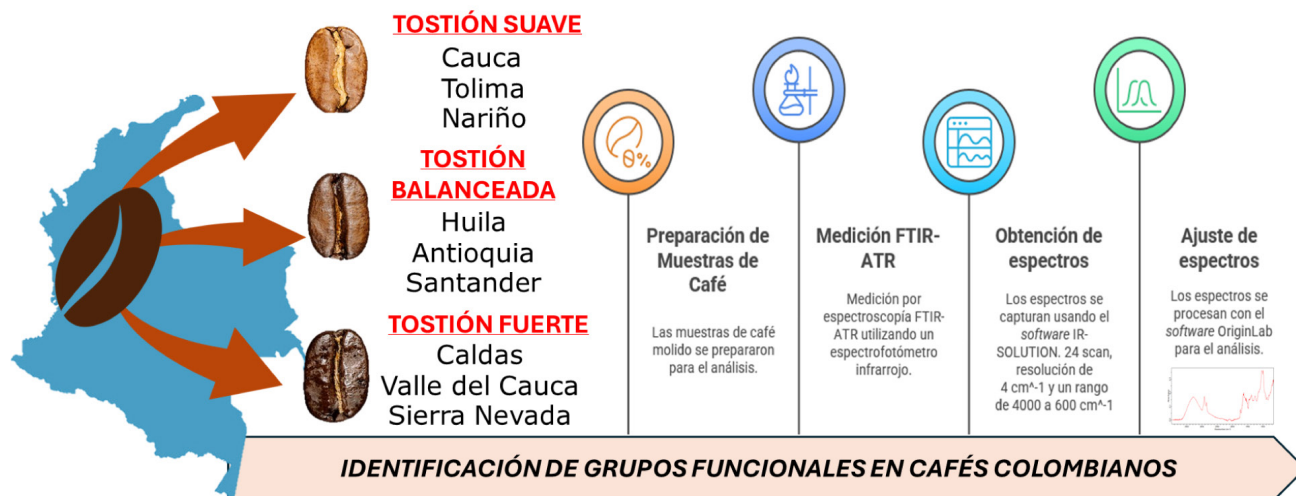 TOSTIÓN SUAVE
Cauca
Tolima
Nariño
TOSTIÓN
BALANCEADA
Huila
Antioquia
Santander
TOSTIÓN FUERTE
Caldas
Valle del Cauca
Sierra Nevada
0%
Preparación de
Muestras de
Café
Las muestras de café
molido se prepararon
para el análisis.
Medición FTIR-
ATR
Medición por
espectroscopía FTIR-
ATR utilizando un
espectrofotómetro
infrarrojo.
Obtención de
espectros
Los espectros se
capturan usando el
software IR-
SOLUTION. 24 scan,
resolución de
4 cm^-1 y un rango
de 4000 a 600 cm^-1
Ajuste de
espectros
Los espectros se
procesan con el
software OriginLab
para el análisis.
IDENTIFICACIÓN DE GRUPOS FUNCIONALES EN CAFÉS COLOMBIANOS